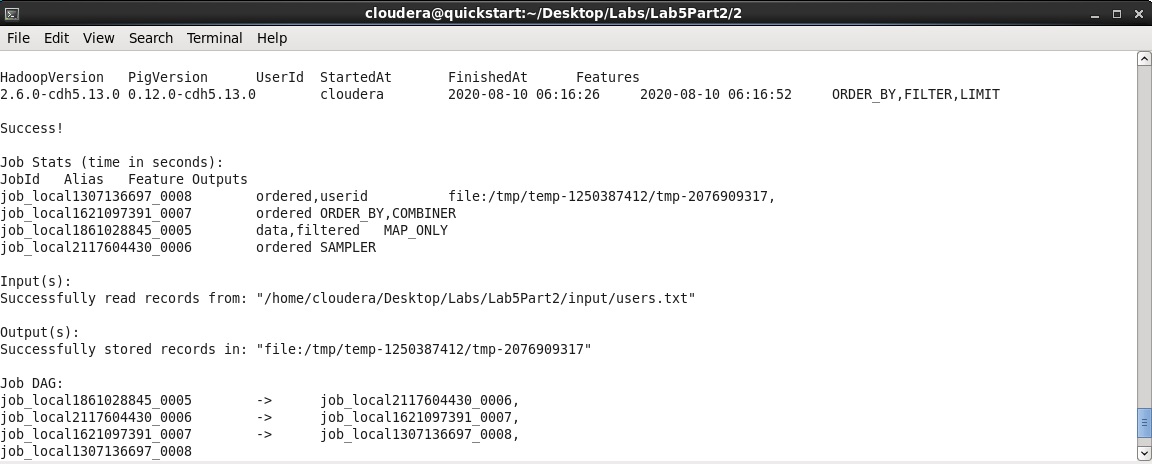 cloudera@quickstart:~/Desktop/Labs/Lab5Part2/2
File Edit View Search Terminal Help
HadoopVersion PigVersion UserId StartedAt FinishedAt Features
2.6.0-cdh5.13.0 0.12.0-cdh5.13.0 cloudera 2020-08-10 06:16:26 2020-08-10 06:16:52 ORDER_BY,FILTER,LIMIT
Success!
Job Stats (time in seconds):
JobId Alias Feature Outputs
job_local1307136697_0008 ordered,userid file:/tmp/temp-1250387412/tmp-2076909317,
job_local1621097391_0007 ordered ORDER_BY,COMBINER
job_local1861028845_0005 data,filtered MAP_ONLY
job_local2117604430_0006 ordered SAMPLER
Input(s):
Successfully read records from: "/home/cloudera/Desktop/Labs/Lab5Part2/input/users.txt"
Output(s):
Successfully stored records in: "file:/tmp/temp-1250387412/tmp-2076909317"
Job DAG:
job_local1861028845_0005 -> job_local2117604430_0006,
job_local2117604430_0006 -> job_local1621097391_0007,
job_local1621097391_0007 -> job_local1307136697_0008,
job_local1307136697_0008